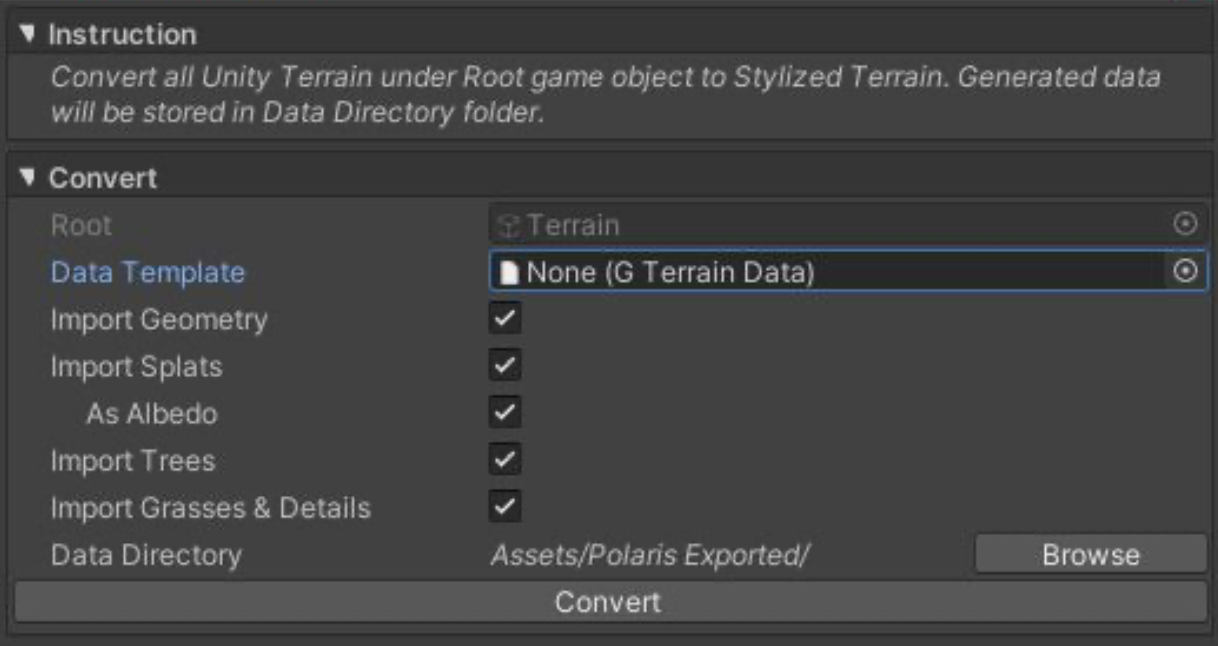 Instruction
Convert all Unity Terrain under Root game object to Stylized Terrain. Generated data
will be stored in Data Directory folder.
Convert
Root Terrain
Data Template None (G Terrain Data)
Import Geometry
Import Splats
As Albedo
Import Trees
Import Grasses & Details
Data Directory Assets/Polaris Exported/ Browse
Convert